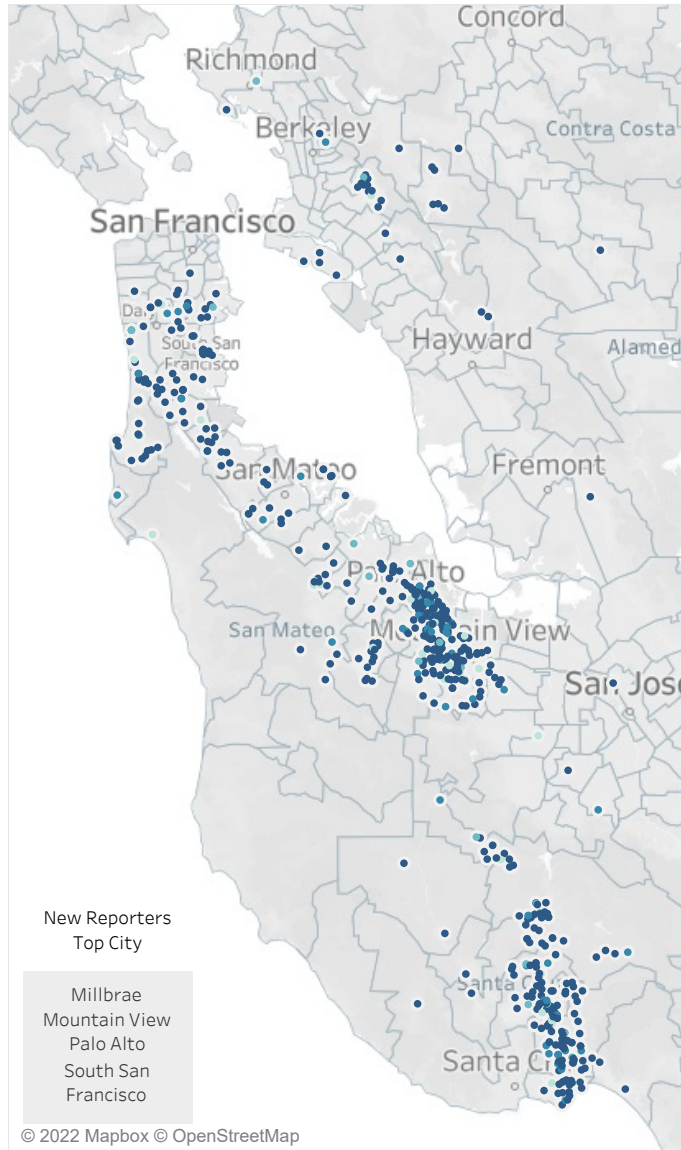 Concord
Richmond
Berkeley
Contra Costa
San Francisco
South San
Francisco
Hayward
Alamed
San Mateo
Fremont
Palo Alto
San Mateo
Mountain View
San Jose
Santa C
Santa C
New Reporters
Top City
Millbrae
Mountain View
Palo Alto
South San
Francisco
© 2022 Mapbox © OpenStreetMap